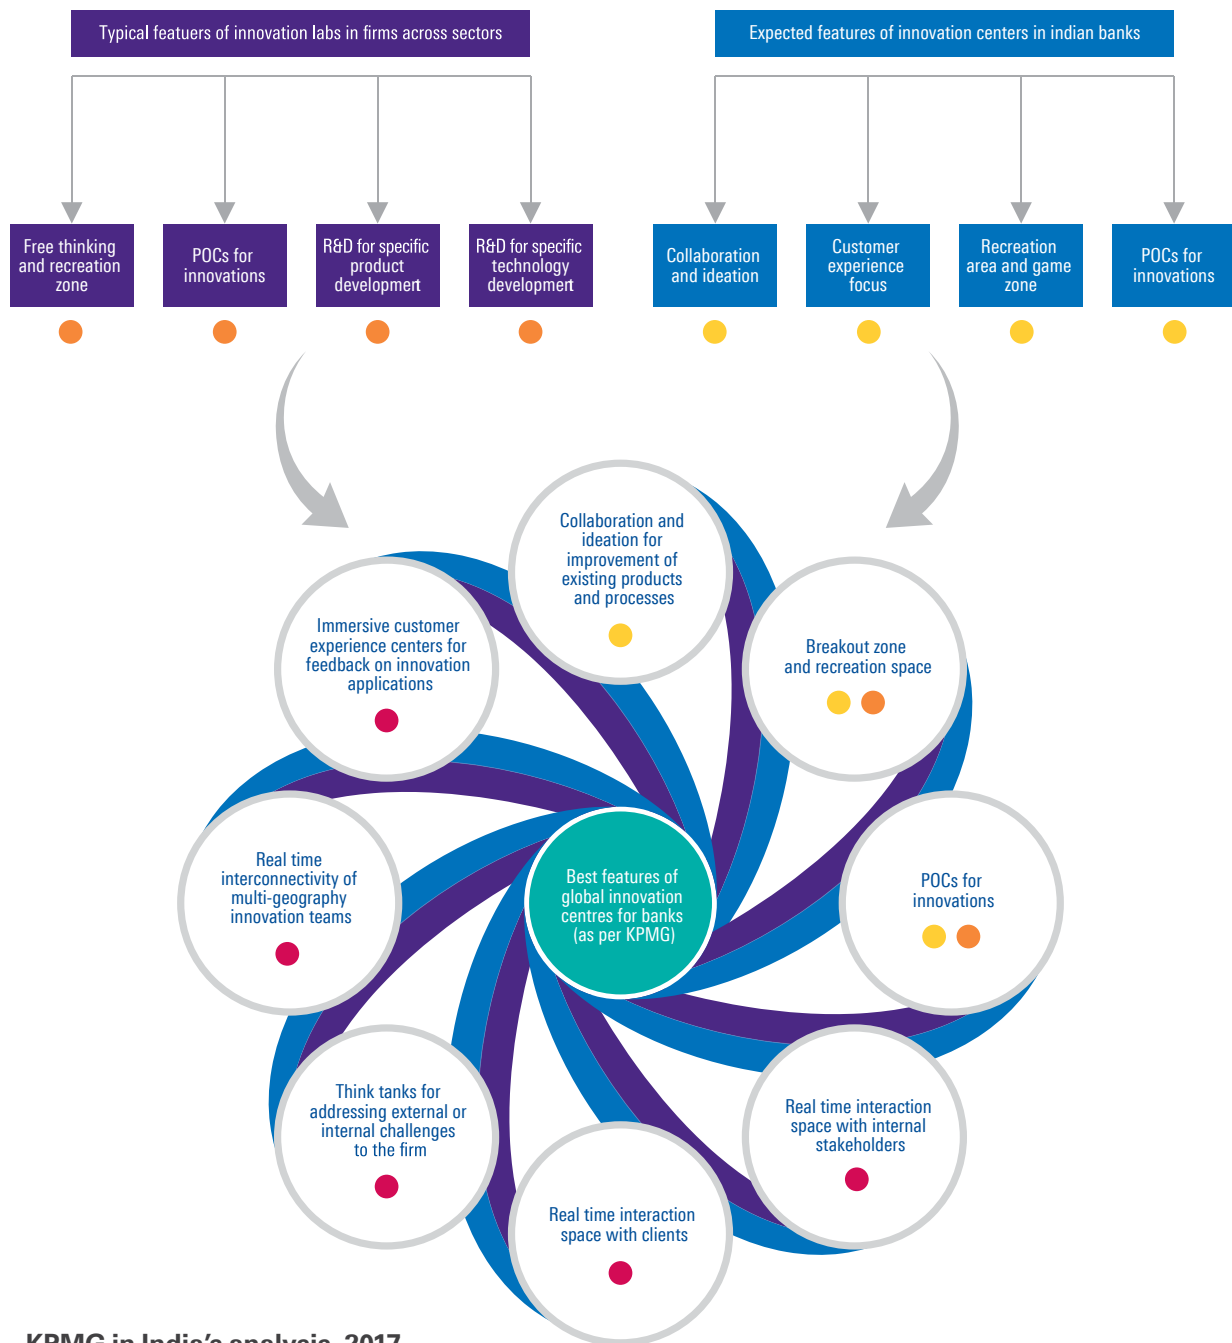 Typical featuers of innovation labs in firms across sectors
Expected features of innovation centers in indian banks
Free thinking
and recreation
zone
POCs for
innovations
R&D for specific
product
development
R&D for specific
technology
development
Collaboration
and ideation
Customer
experience
focus
Recreation
area and game
zone
POCs for
innovations
Collaboration and
ideation for
improvement of
existing products
and processes
Immersive customer
experience centers for
feedback on innovation
applications
Breakout zone
and recreation space
Real time
interconnectivity of
multi-geography
innovation teams
Best features of
global innovation
centres for banks
(as per KPMG)
POCs for
innovations
Think tanks for
addressing external or
internal challenges
to the firm
Real time interaction
space with internal
stakeholders
Real time interaction
space with clients
KPMG in India's analysis, 2017